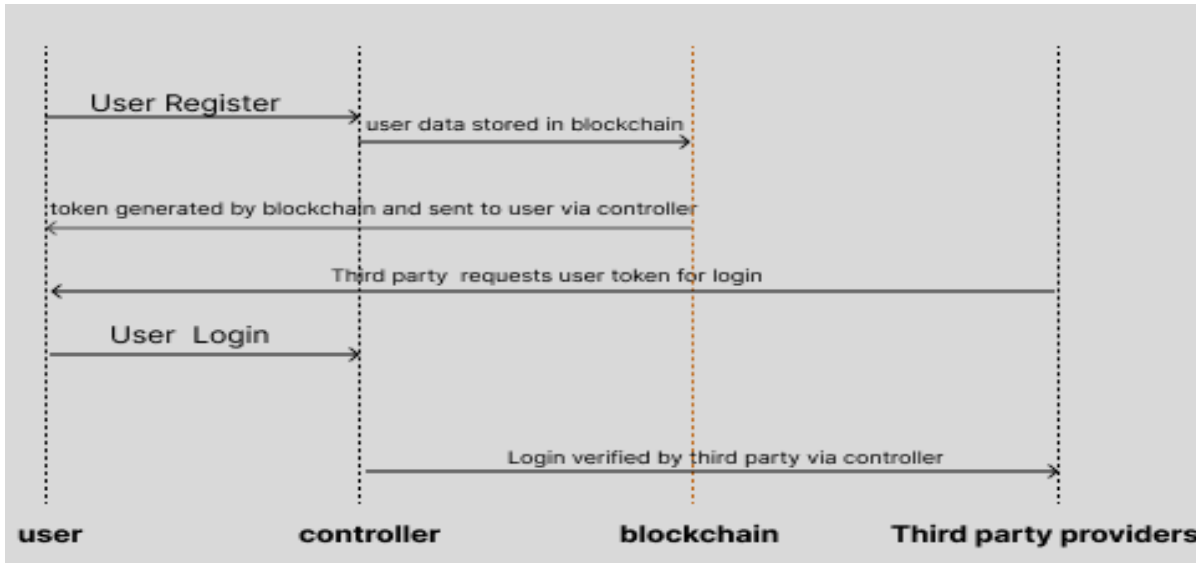 User Register
user data stored in blockchain
token generated by blockchain and sent to user via controller
Third party requests user token for login
User Login
Login verified by third party via controller
user
controller
blockchain
Third party providers